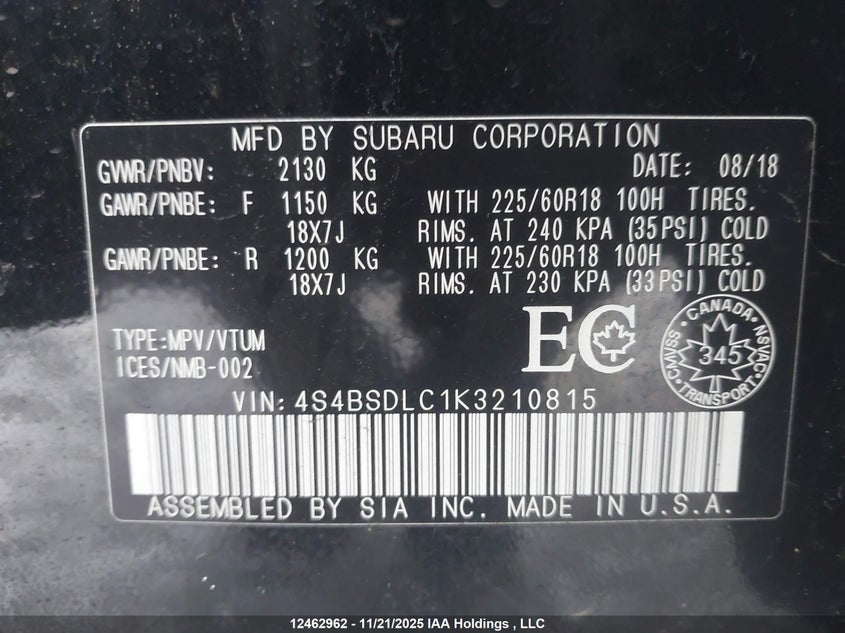 MFD BY SUBARU CORPORATION
GVWR/PNBV: 2130 KG DATE: 08/18
GAWR/PNBE: F 1150 KG WITH 225/60R18 100H TIRES.
18X7J RIMS. AT 240 KPA (35PSI) COLD
GAWR/PNBE: R 1200 KG WITH 225/60R18 100H TIRES.
18X7J RIMS. AT 230 KPA (33PSI) COLD
TYPE:MPV/VTUM
ICES/NMB-002
EC
CANADA
CMVSS 345 NSVAC
TRANSPORT
VIN:4S4BSDLC1K3210815
ASSEMBLED BY SIA INC. MADE IN U.S.A.
12462962 - 11/21/2025 IAA Holdings , LLC